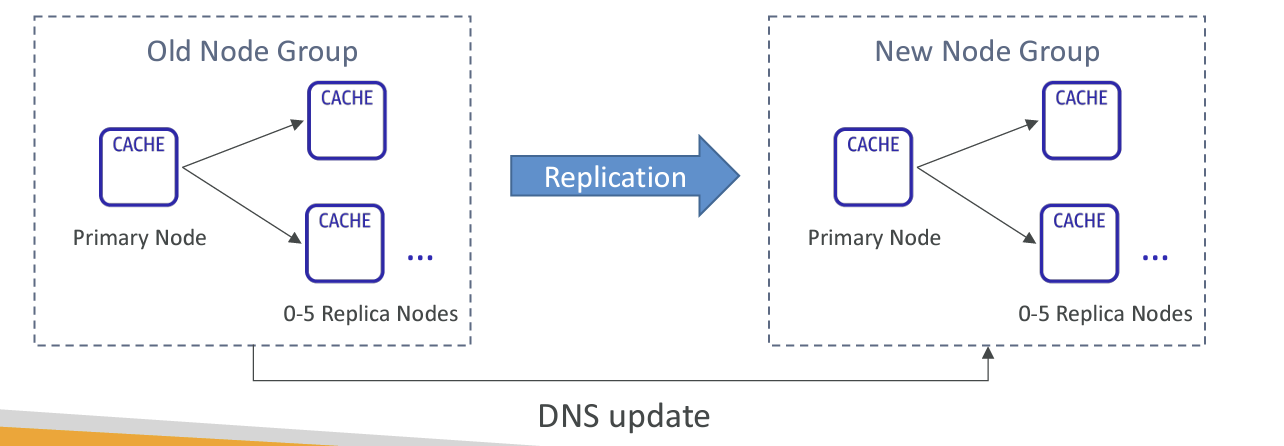 Old Node Group
CACHE
CACHE
Primary Node
CACHE
...
0-5 Replica Nodes
Replication
New Node Group
CACHE
CACHE
Primary Node
CACHE
...
0-5 Replica Nodes
DNS update